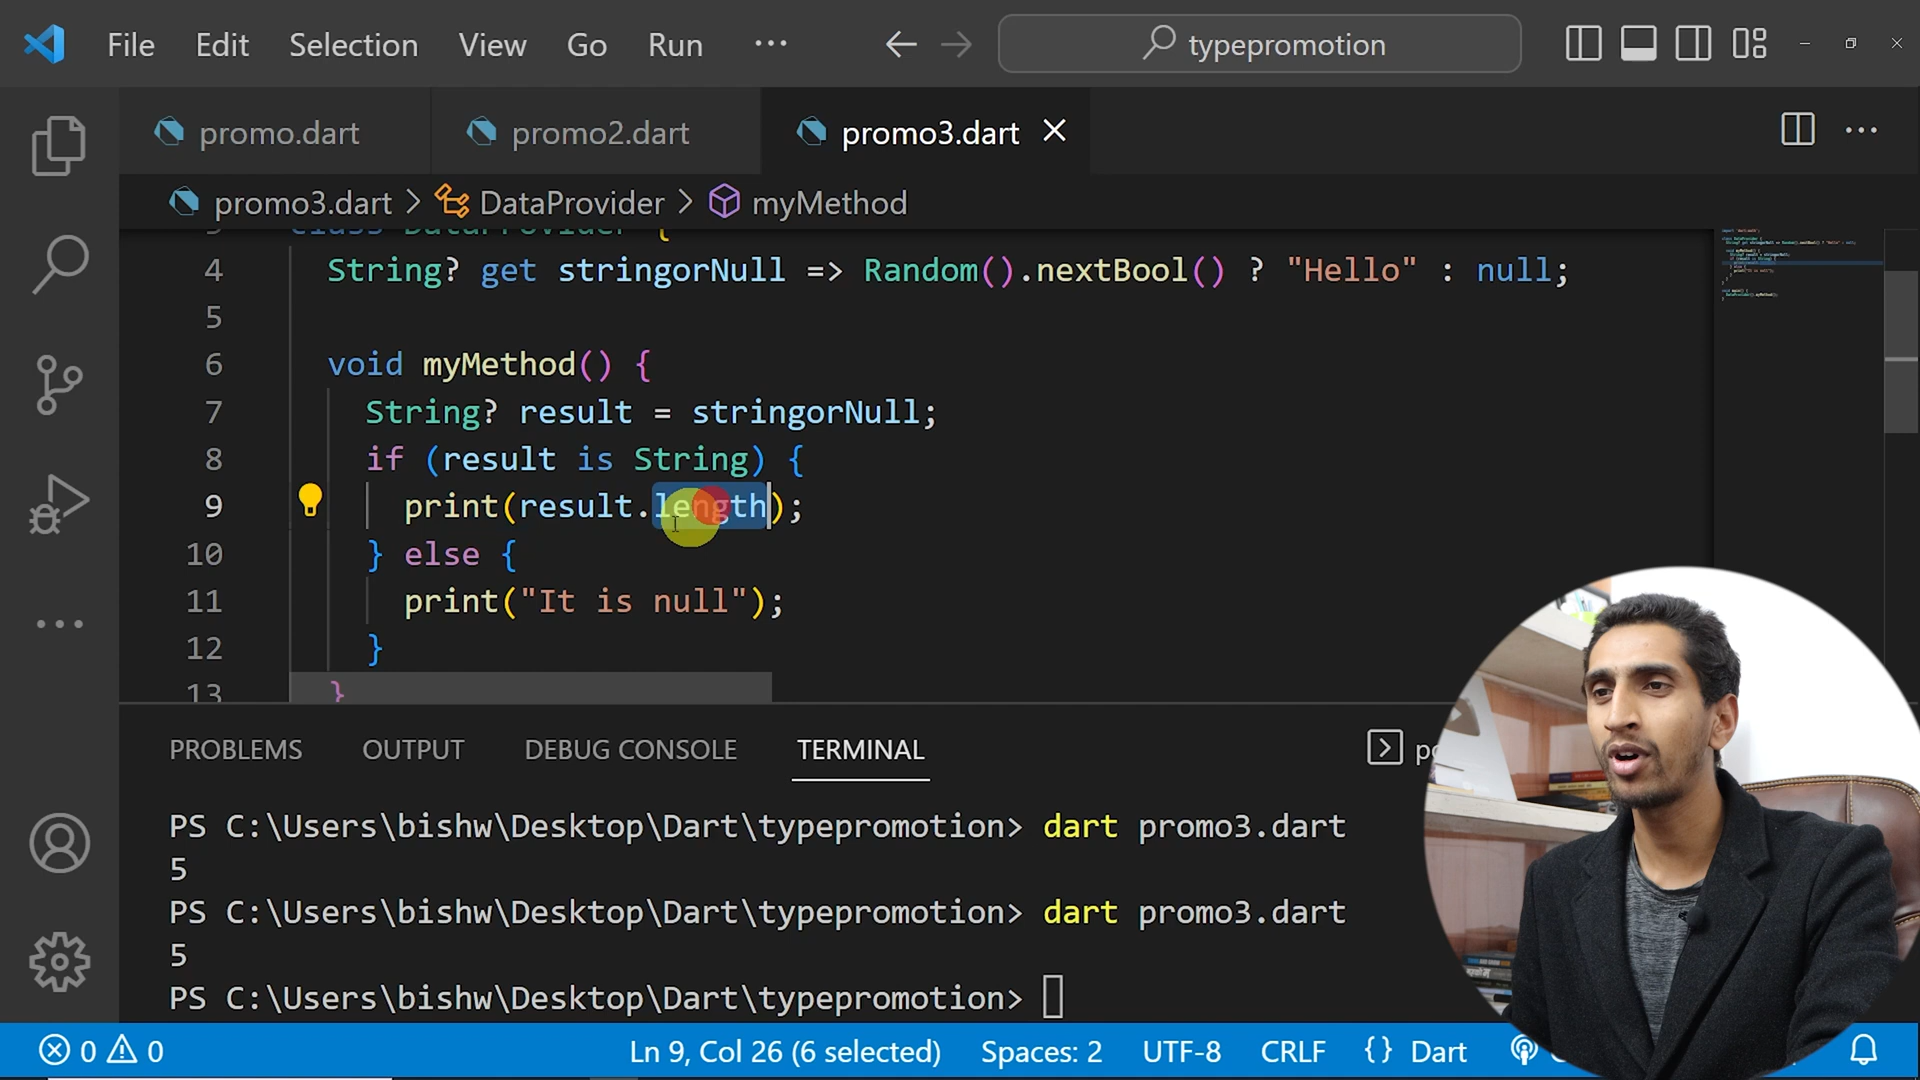 File Edit Selection View Go Run ··· typepromotion
promo.dart promo2.dart promo3.dart
promo3.dart > DataProvider > myMethod
3 class DataProvider {
4 String? get stringorNull => Random().nextBool() ? "Hello" : null;
5
6 void myMethod() {
7 String? result = stringorNull;
8 if (result is String) {
9 print(result.length);
10 } else {
11 print("It is null");
12 }
13 }
PROBLEMS OUTPUT DEBUG CONSOLE TERMINAL
PS C:\Users\bishw\Desktop\Dart\typepromotion> dart promo3.dart
5
PS C:\Users\bishw\Desktop\Dart\typepromotion> dart promo3.dart
5
PS C:\Users\bishw\Desktop\Dart\typepromotion>
0 0 Ln 9, Col 26 (6 selected) Spaces: 2 UTF-8 CRLF {} Dart